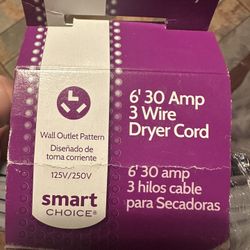 Wall Outlet Pattern
Diseñado de
toma corriente
125V/250V
smart
CHOICE®
6' 30 Amp
3 Wire
Dryer Cord
6' 30 amp
3 hilos cable
para Secadoras